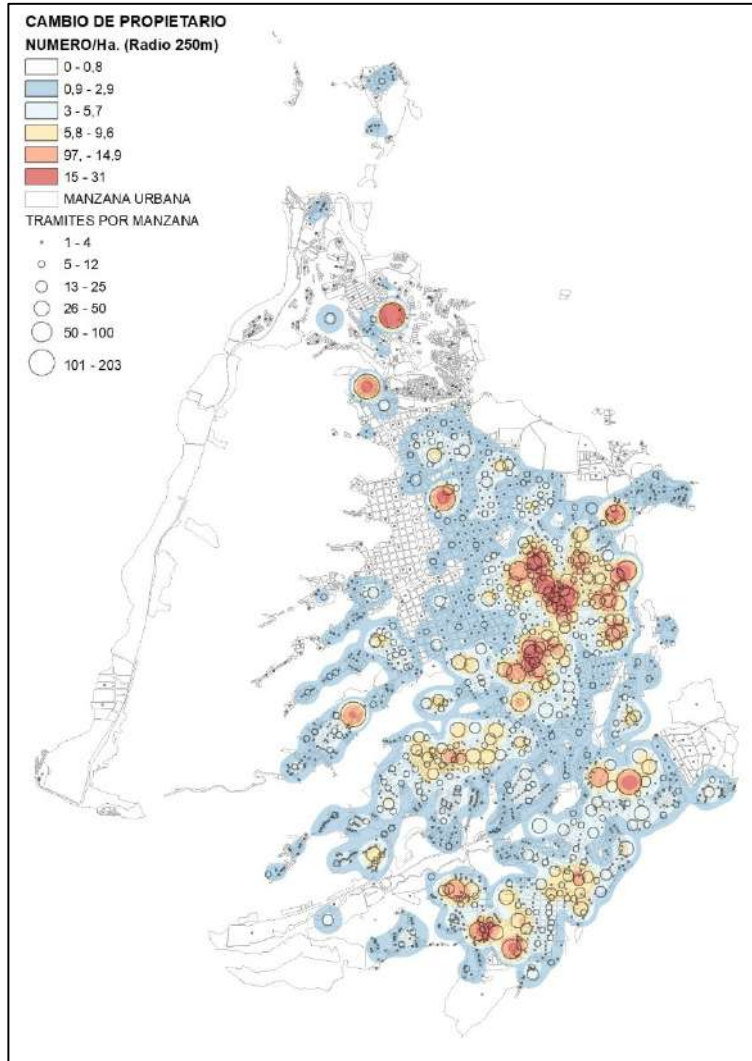 CAMBIO DE PROPIETARIO
NUMERO/Ha. (Radio 250m)
0 - 0,8
0,9 - 2,9
3 - 5,7
5,8 - 9,6
97, - 14,9
15 - 31
MANZANA URBANA
TRAMITES POR MANZANA
1 - 4
5 - 12
13 - 25
26 - 50
50 - 100
101 - 203